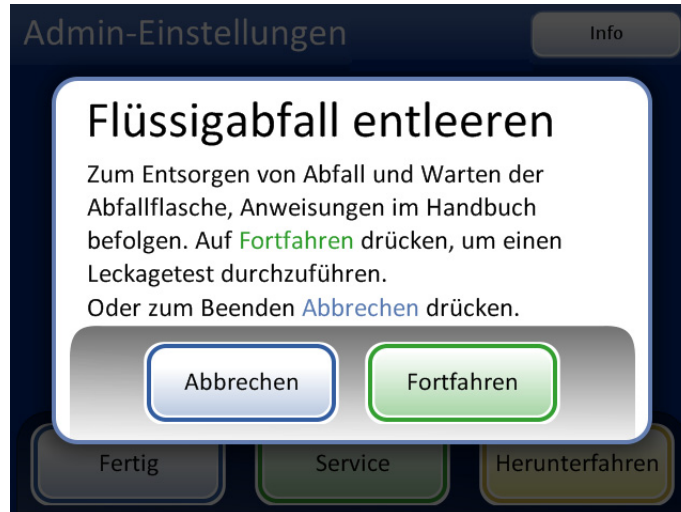 Admin-Einstellungen
Info
Flüssigabfall entleeren
Zum Entsorgen von Abfall und Warten der
Abfallflasche, Anweisungen im Handbuch
befolgen. Auf Fortfahren drücken, um einen
Leckagetest durchzuführen.
Oder zum Beenden Abbrechen drücken.
Abbrechen
Fortfahren
Fertig
Service
Herunterfahren